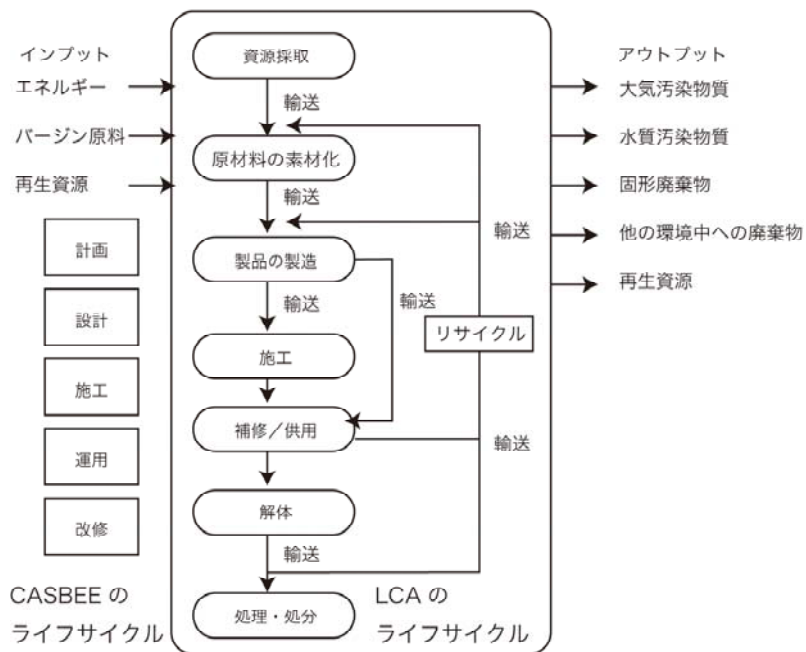 インプット
エネルギー
バージン原料
再生資源
計画
設計
施工
運用
改修
CASBEE の
ライフサイクル
資源採取
輸送
原材料の素材化
輸送
製品の製造
輸送
輸送
施工
補修／供用
解体
輸送
処理・処分
輸送
リサイクル
輸送
LCA の
ライフサイクル
アウトプット
大気汚染物質
水質汚染物質
固形廃棄物
他の環境中への廃棄物
再生資源